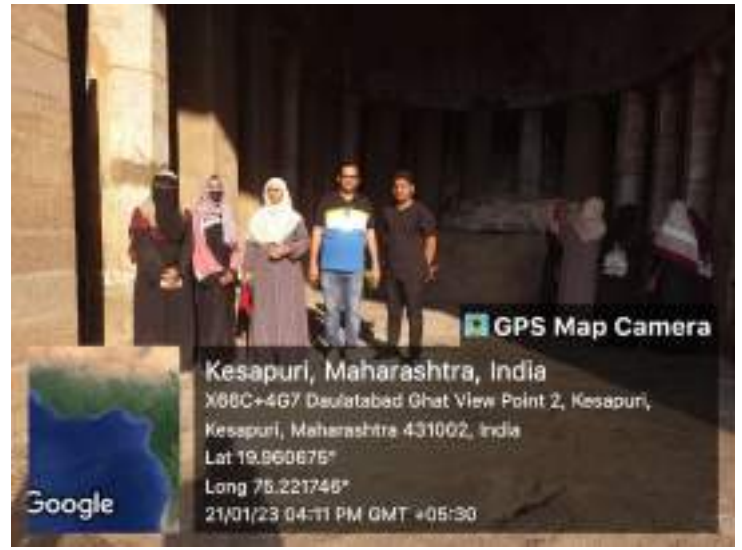 GPS Map Camera
Kesapuri, Maharashtra, India
X66C+4G7 Daulatabad Ghat View Point 2, Kesapuri,
Kesapuri, Maharashtra 431002, India
Lat 19.960675°
Long 75.221746°
21/01/23 04:11 PM GMT +05:30
Google